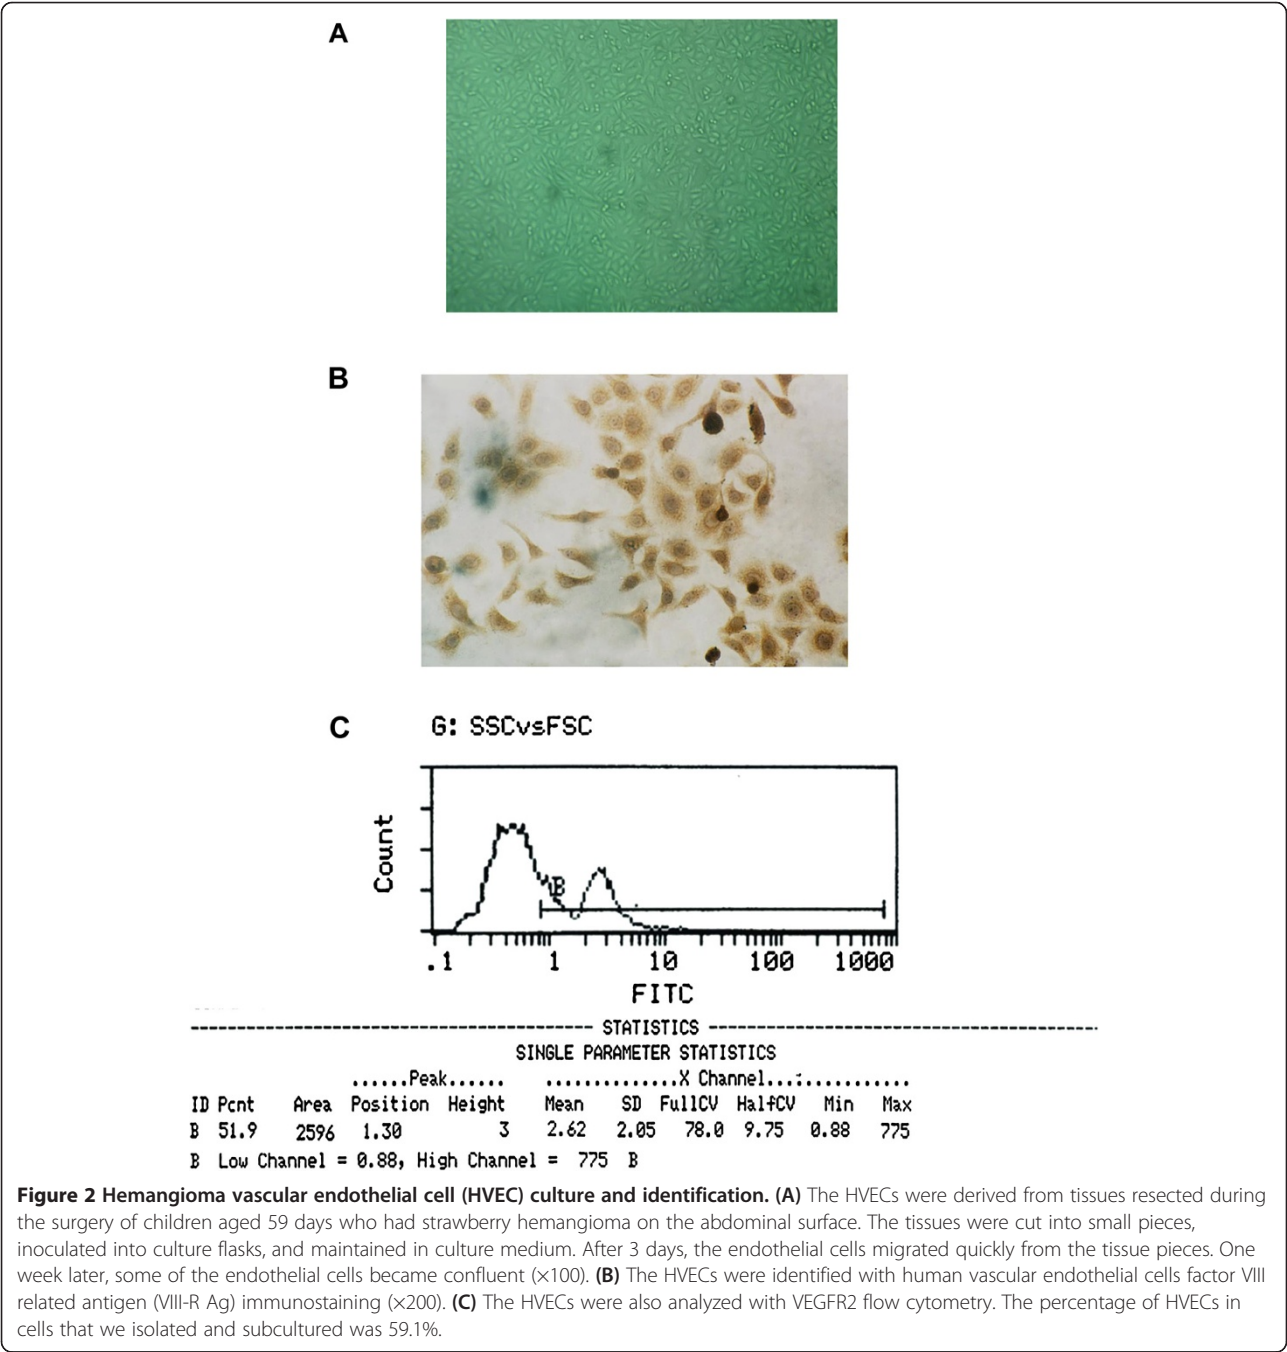 A
B
C
G: SSCvsFSC
Count
B
.1 1 10 100 1000
FITC
STATISTICS
SINGLE PARAMETER STATISTICS
......Peak...... ..............X Channel...:...........
ID Pcnt Area Position Height Mean SD FullCV HalfCV Min Max
B 51.9 2596 1.30 3 2.62 2.05 78.0 9.75 0.88 775
B Low Channel = 0.88, High Channel = 775 B
Figure 2 Hemangioma vascular endothelial cell (HVEC) culture and identification. (A) The HVECs were derived from tissues resected during
the surgery of children aged 59 days who had strawberry hemangioma on the abdominal surface. The tissues were cut into small pieces,
inoculated into culture flasks, and maintained in culture medium. After 3 days, the endothelial cells migrated quickly from the tissue pieces. One
week later, some of the endothelial cells became confluent (×100). (B) The HVECs were identified with human vascular endothelial cells factor VIII
related antigen (VIII-R Ag) immunostaining (×200). (C) The HVECs were also analyzed with VEGFR2 flow cytometry. The percentage of HVECs in
cells that we isolated and subcultured was 59.1%.